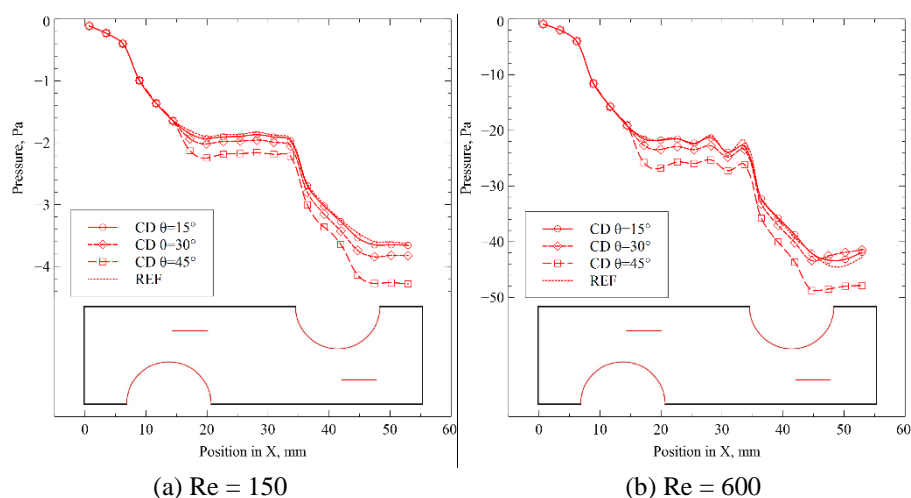 0
−1
−2
−4
Pressure, Pa
CD θ=15°
CD θ=30°
CD θ=45°
REF
0 10 20 30 40 50 60
Position in X, mm
(a) Re = 150
0
−10
−20
−30
−40
−50
Pressure, Pa
CD θ=15°
CD θ=30°
CD θ=45°
REF
0 10 20 30 40 50 60
Position in X, mm
(b) Re = 600